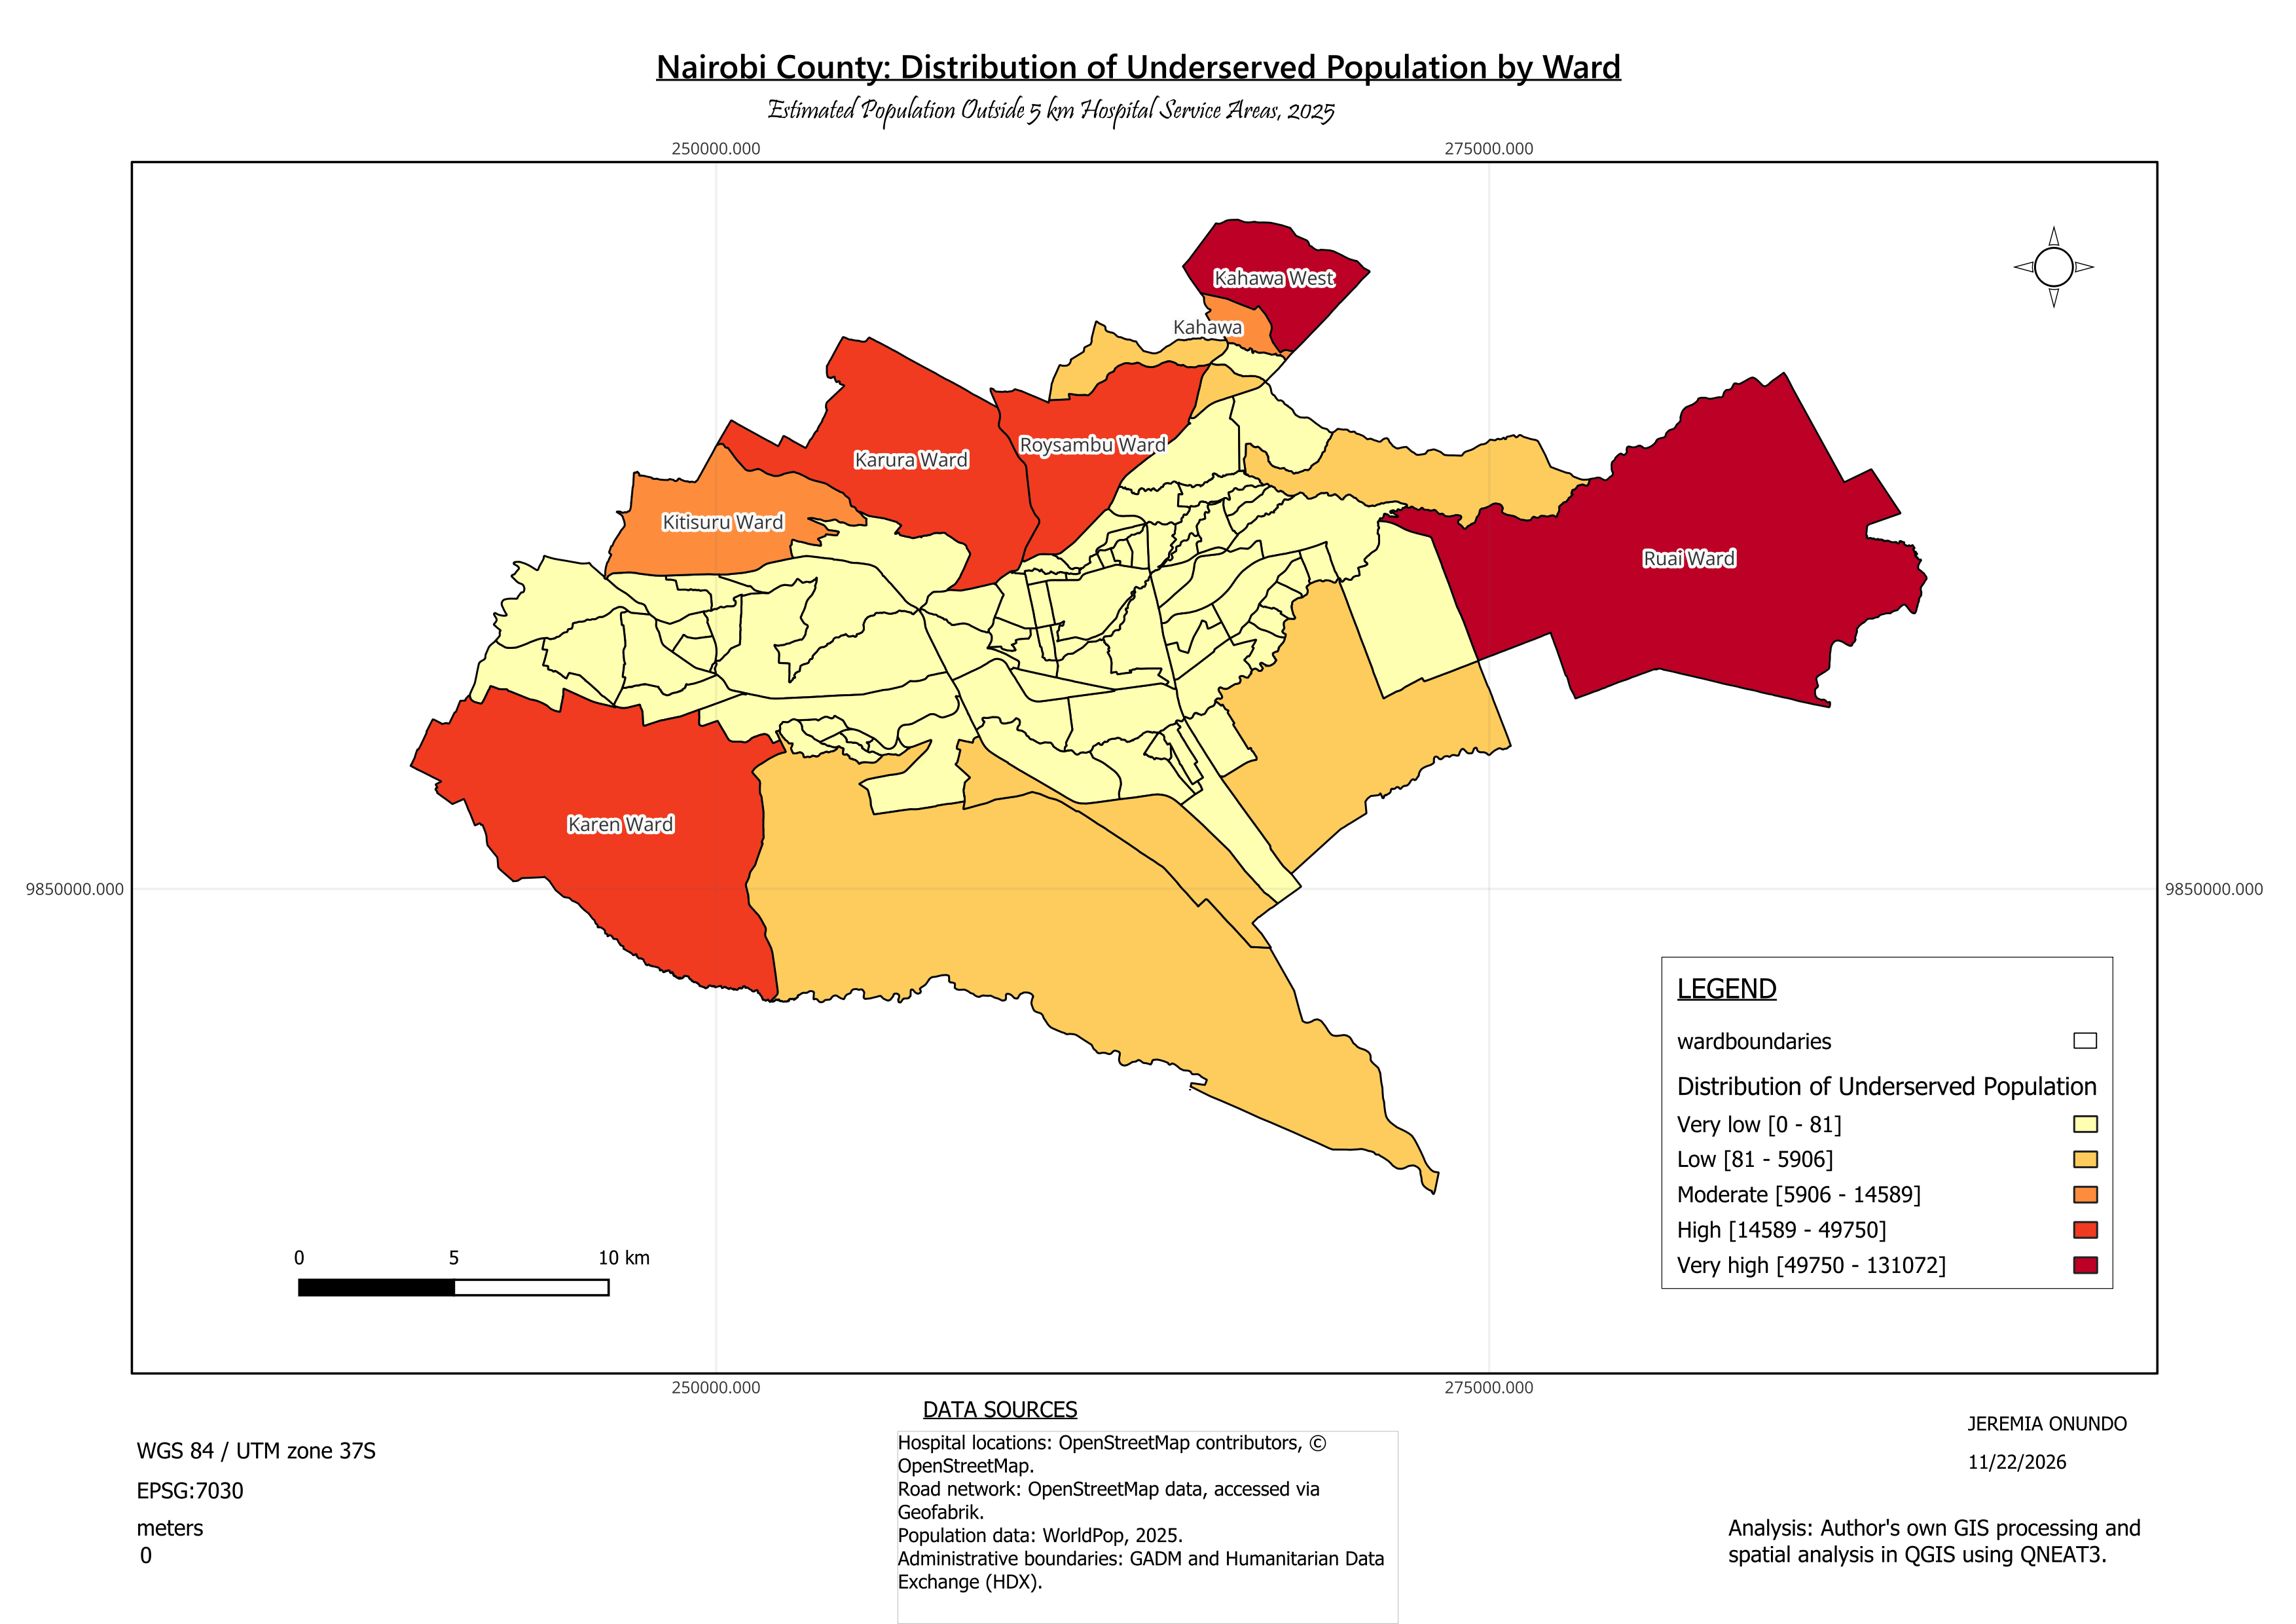 Nairobi County: Distribution of Underserved Population by Ward
Estimated Population Outside 5 km Hospital Service Areas, 2025
250000.000
275000.000
Kahawa West
Kahawa
Roysambu Ward
Karura Ward
Kitisuru Ward
Ruai Ward
Karen Ward
9850000.000
9850000.000
LEGEND
wardboundaries
Distribution of Underserved Population
Very low [0 - 81]
Low [81 - 5906]
Moderate [5906 - 14589]
High [14589 - 49750]
Very high [49750 - 131072]
0 5 10 km
250000.000
275000.000
WGS 84 / UTM zone 37S
EPSG:7030
meters
0
DATA SOURCES
Hospital locations: OpenStreetMap contributors, ©
OpenStreetMap.
Road network: OpenStreetMap data, accessed via
Geofabrik.
Population data: WorldPop, 2025.
Administrative boundaries: GADM and Humanitarian Data
Exchange (HDX).
JEREMIA ONUNDO
11/22/2026
Analysis: Author's own GIS processing and
spatial analysis in QGIS using QNEAT3.